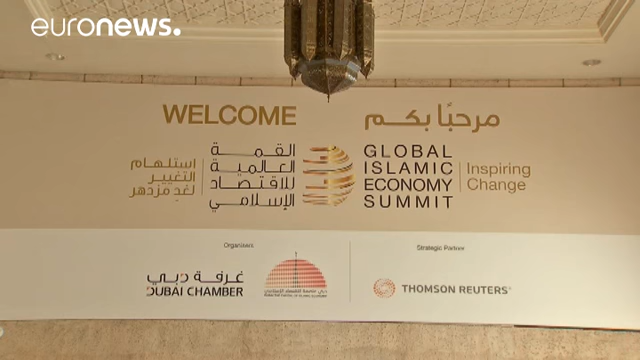 euronews.
WELCOME
مرحبًا بكم
القمة
العالمية
للاقتصاد
الإسلامي
استلهام
التغيير
لغدٍ مزدهر
GLOBAL
ISLAMIC
ECONOMY
SUMMIT
Inspiring
Change
Organisers
Strategic Partner
غرفة دبي
DUBAI CHAMBER
THOMSON REUTERS